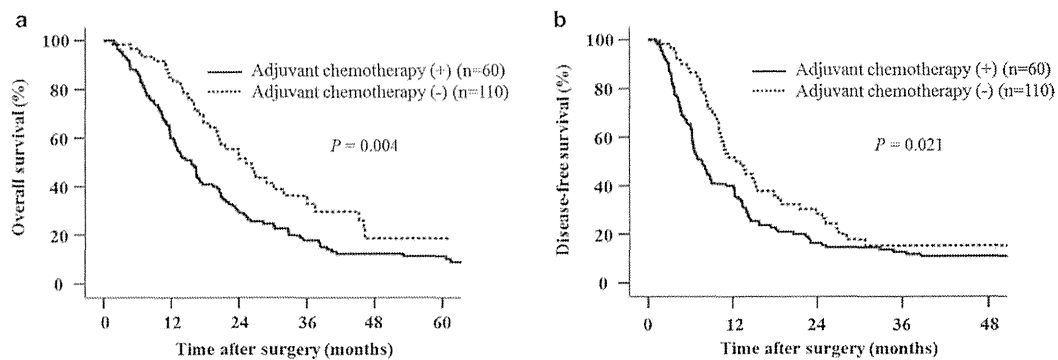 a
Overall survival (%)
100
80
60
40
20
0
Adjuvant chemotherapy (+) (n=60)
Adjuvant chemotherapy (-) (n=110)
P = 0.004
0 12 24 36 48 60
Time after surgery (months)
b
Disease-free survival (%)
100
80
60
40
20
0
Adjuvant chemotherapy (+) (n=60)
Adjuvant chemotherapy (-) (n=110)
P = 0.021
0 12 24 36 48
Time after surgery (months)